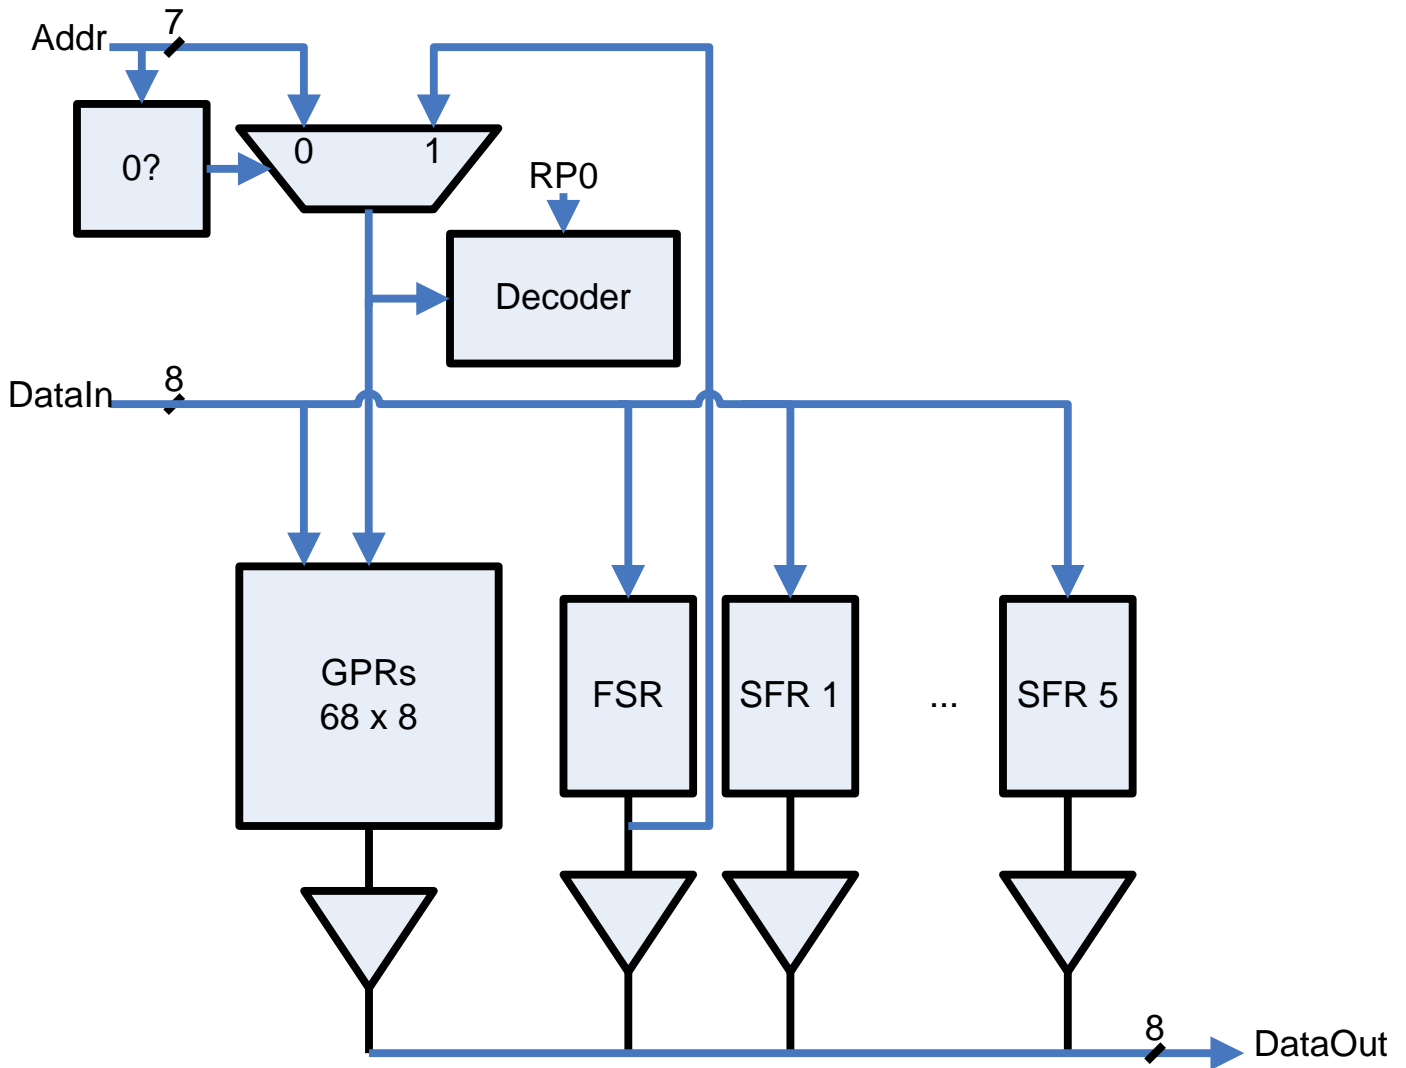 7
Addr
0?
0
1
RP0
Decoder
8
DataIn
GPRs
68 x 8
FSR
SFR 1
...
SFR 5
8
DataOut